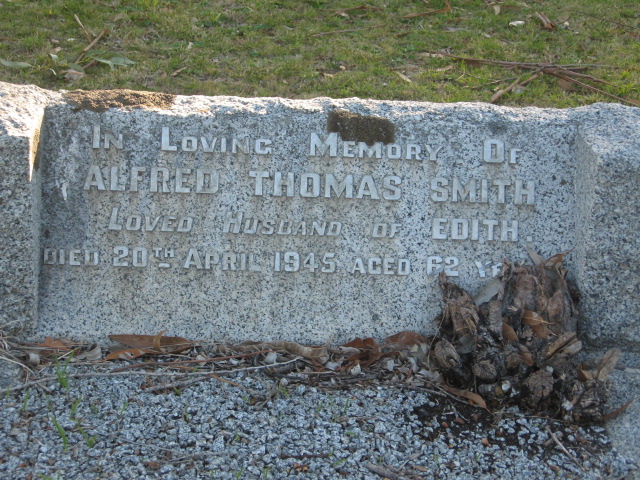 In Loving Memory Of
ALFRED THOMAS SMITH
Loved Husband of EDITH.
DIED 20TH APRIL 1945, AGED 62